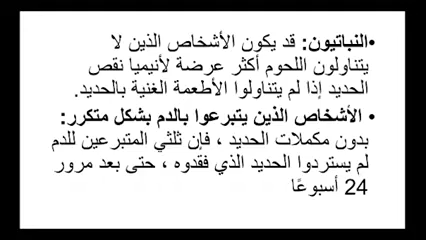 •النباتيون: قد يكون الأشخاص الذين لا
يتناولون اللحوم أكثر عرضة لأنيميا نقص
الحديد إذا لم يتناولوا الأطعمة الغنية بالحديد.
• الأشخاص الذين يتبرعوا بالدم بشكل متكرر:
بدون مكملات الحديد ، فإن ثلثي المتبرعين للدم
لم يستردوا الحديد الذي فقدوه ، حتى بعد مرور
24 أسبوعًا